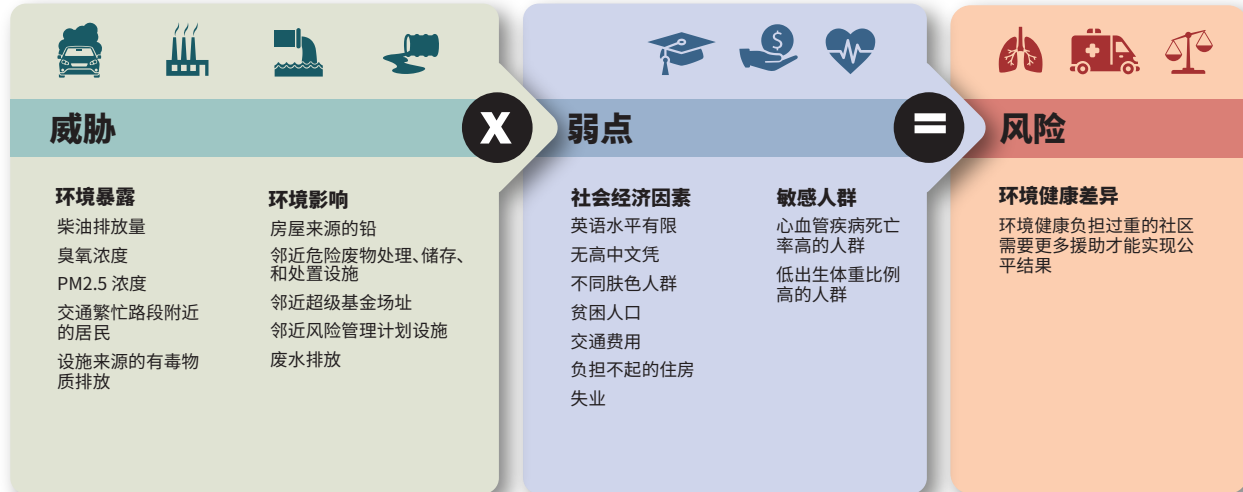 威胁
X
弱点
=
风险
环境暴露
柴油排放量
臭氧浓度
PM2.5 浓度
交通繁忙路段附近
的居民
设施来源的有毒物
质排放
环境影响
房屋来源的铅
邻近危险废物处理、储存、
和处置设施
邻近超级基金场址
邻近风险管理计划设施
废水排放
社会经济因素
英语水平有限
无高中文凭
不同肤色人群
贫困人口
交通费用
负担不起的住房
失业
敏感人群
心血管疾病死亡
率高的人群
低出生体重比例
高的人群
环境健康差异
环境健康负担过重的社区
需要更多援助才能实现公
平结果
$